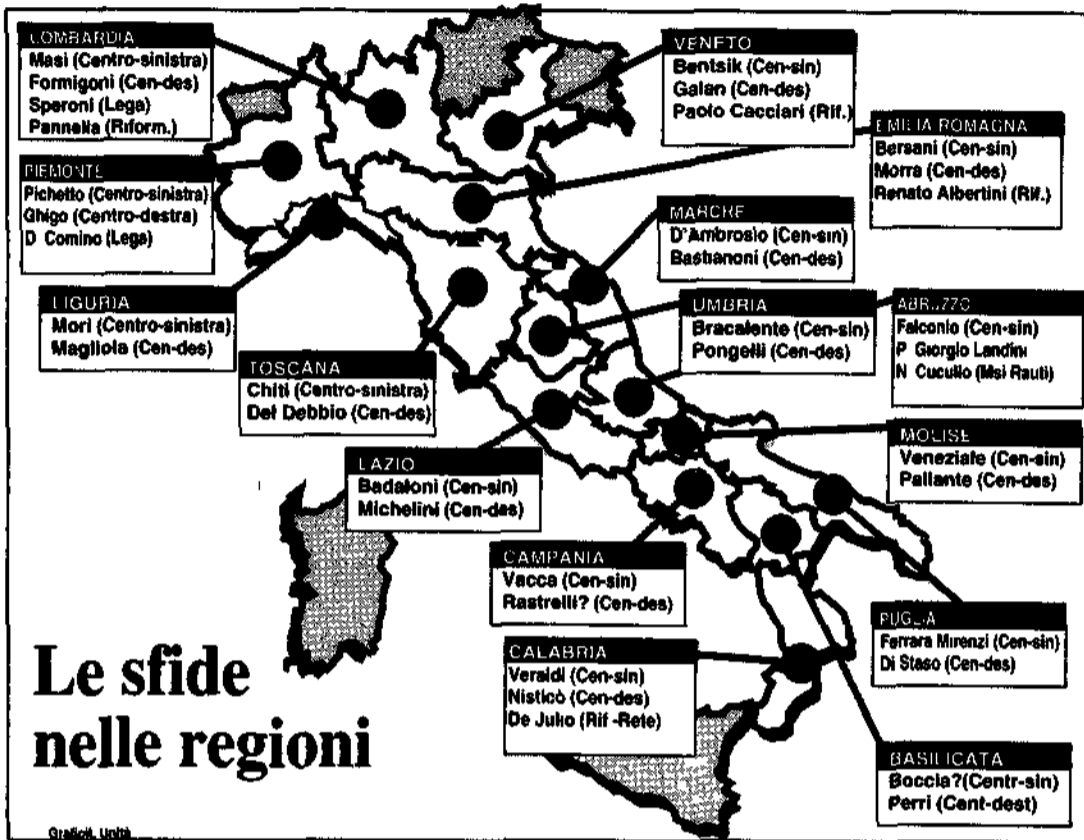 LOMBARDIA
Masi (Centro-sinistra)
Formigoni (Cen-des)
Speroni (Lega)
Pannella (Riform.)
VENETO
Bentsik (Cen-sin)
Galan (Cen-des)
Paolo Cacciari (Rif.)
EMILIA ROMAGNA
Bersani (Cen-sin)
Morra (Cen-des)
Renato Albertini (Rif.)
PIEMONTE
Pichetto (Centro-sinistra)
Ghigo (Centro-destra)
D Comino (Lega)
MARCHE
D'Ambrosio (Cen-sin)
Bastianoni (Cen-des)
LIGURIA
Mori (Centro-sinistra)
Magliola (Cen-des)
UMBRIA
Bracalente (Cen-sin)
Pongelli (Cen-des)
ABRUZZO
Falconio (Cen-sin)
P Giorgio Landini
N Cucullo (Msi Rauti)
TOSCANA
Chiti (Centro-sinistra)
Del Debbio (Cen-des)
MOLISE
Veneziale (Cen-sin)
Pallante (Cen-des)
LAZIO
Badaloni (Cen-sin)
Michelini (Cen-des)
CAMPANIA
Vacca (Cen-sin)
Rastrelli? (Cen-des)
PUGLIA
Ferrara Mirenzi (Cen-sin)
Di Staso (Cen-des)
CALABRIA
Veraldi (Cen-sin)
Nisticò (Cen-des)
De Julio (Rif -Rete)
BASILICATA
Boccia?(Centr-sin)
Perri (Cent-dest)
Le sfide
nelle regioni
Unità